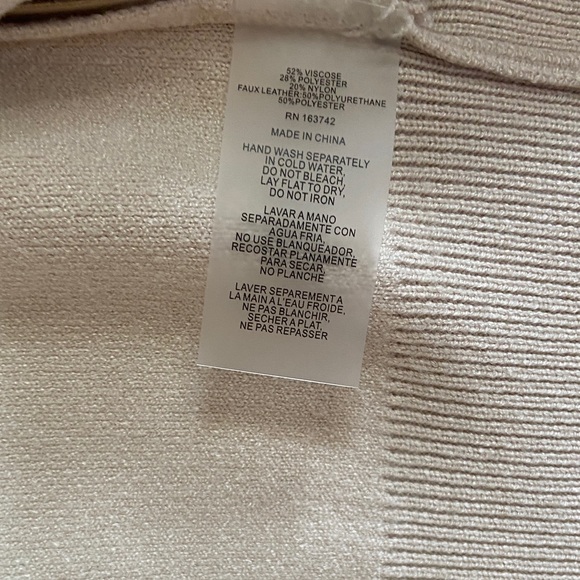 52% VISCOSE
28% POLYESTER
20% NYLON
FAUX LEATHER:50%POLYURETHANE
50%POLYESTER
RN 163742
MADE IN CHINA
HAND WASH SEPARATELY
IN COLD WATER,
DO NOT BLEACH,
LAY FLAT TO DRY,
DO NOT IRON
LAVAR A MANO
SEPARADAMENTE CON
AGUA FRIA,
NO USE BLANQUEADOR,
RECOSTAR PLANAMENTE
PARA SECAR,
NO PLANCHE
LAVER SEPAREMENT A
LA MAIN A L'EAU FROIDE,
NE PAS BLANCHIR,
SECHER A PLAT,
NE PAS REPASSER